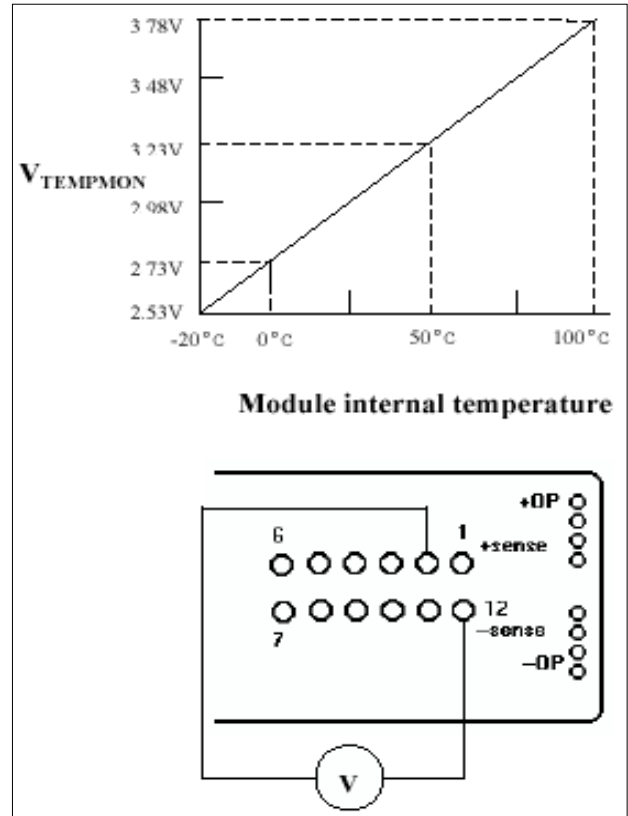 3 78V
3 48V
3.23V
VTEMPMON
2.98V
2 73V
2.53V
-20°C 0°C 50°C 100°C
Module internal temperature
+OP
6 1
+sense
12
7
−sense
−OP
V